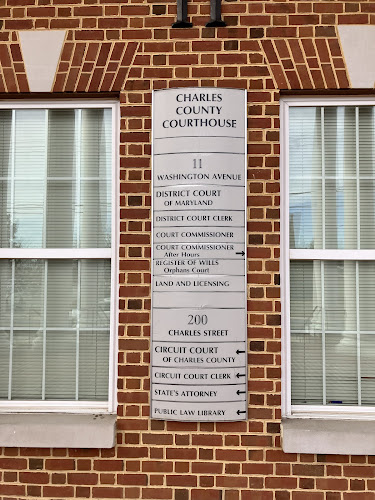 CHARLES
COUNTY
COURTHOUSE
11
WASHINGTON AVENUE
DISTRICT COURT
OF MARYLAND
DISTRICT COURT CLERK
COURT COMMISSIONER
COURT COMMISSIONER
After Hours →
REGISTER OF WILLS
Orphans Court
LAND AND LICENSING
200
CHARLES STREET
CIRCUIT COURT ←
OF CHARLES COUNTY
CIRCUIT COURT CLERK ←
STATE'S ATTORNEY ←
PUBLIC LAW LIBRARY ←